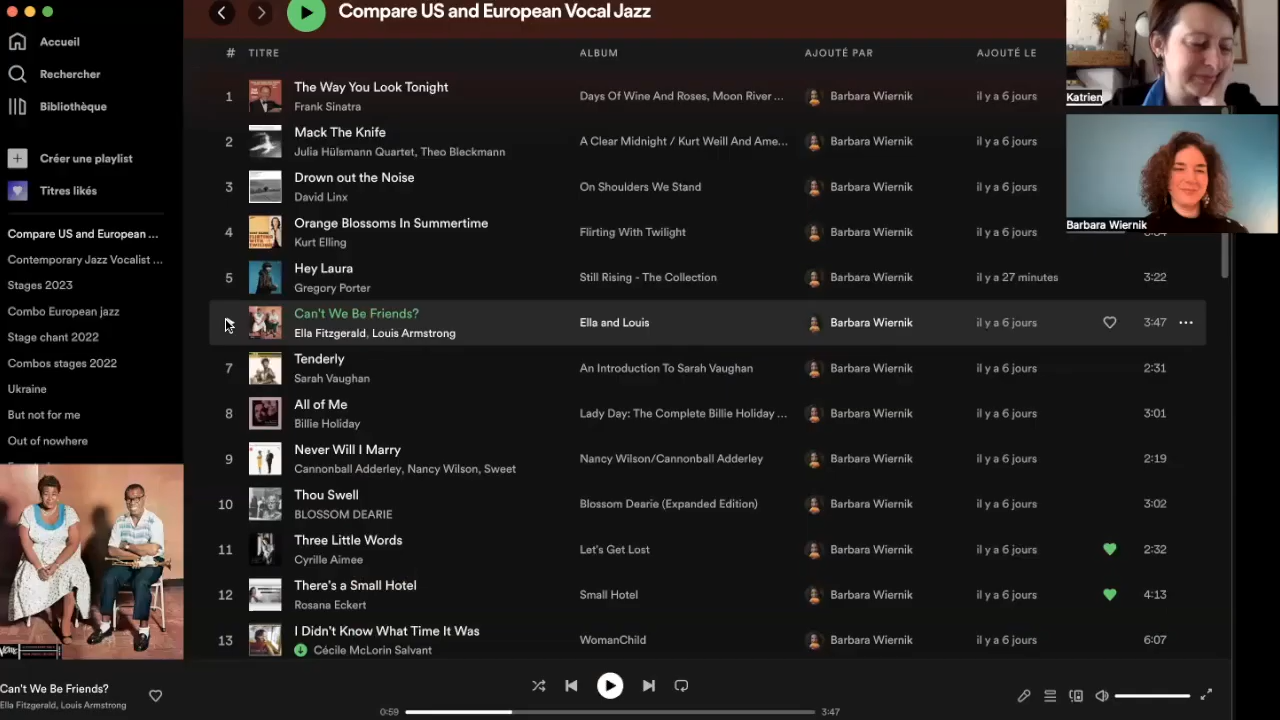 Compare US and European Vocal Jazz
Accueil
Rechercher
Bibliothèque
Créer une playlist
Titres likés
Compare US and European ...
Contemporary Jazz Vocalist ...
Stages 2023
Combo European jazz
Stage chant 2022
Combos stages 2022
Ukraine
But not for me
Out of nowhere
# TITRE ALBUM AJOUTÉ PAR AJOUTÉ LE
1 The Way You Look Tonight
Frank Sinatra
Days Of Wine And Roses, Moon River ... Barbara Wiernik il y a 6 jours
2 Mack The Knife
Julia Hülsmann Quartet, Theo Bleckmann
A Clear Midnight / Kurt Weill And Ame... Barbara Wiernik il y a 6 jours
3 Drown out the Noise
David Linx
On Shoulders We Stand Barbara Wiernik il y a 6 jours
4 Orange Blossoms In Summertime
Kurt Elling
Flirting With Twilight Barbara Wiernik il y a 6 jours
5 Hey Laura
Gregory Porter
Still Rising - The Collection Barbara Wiernik il y a 27 minutes 3:22
Can't We Be Friends?
Ella Fitzgerald, Louis Armstrong
Ella and Louis Barbara Wiernik il y a 6 jours 3:47
7 Tenderly
Sarah Vaughan
An Introduction To Sarah Vaughan Barbara Wiernik il y a 6 jours 2:31
8 All of Me
Billie Holiday
Lady Day: The Complete Billie Holiday ... Barbara Wiernik il y a 6 jours 3:01
9 Never Will I Marry
Cannonball Adderley, Nancy Wilson, Sweet
Nancy Wilson/Cannonball Adderley Barbara Wiernik il y a 6 jours 2:19
10 Thou Swell
BLOSSOM DEARIE
Blossom Dearie (Expanded Edition) Barbara Wiernik il y a 6 jours 3:02
11 Three Little Words
Cyrille Aimee
Let's Get Lost Barbara Wiernik il y a 6 jours 2:32
12 There's a Small Hotel
Rosana Eckert
Small Hotel Barbara Wiernik il y a 6 jours 4:13
13 I Didn't Know What Time It Was
Cécile McLorin Salvant
WomanChild Barbara Wiernik il y a 6 jours 6:07
Katrien
Barbara Wiernik
Can't We Be Friends?
Ella Fitzgerald, Louis Armstrong
0:59 3:47